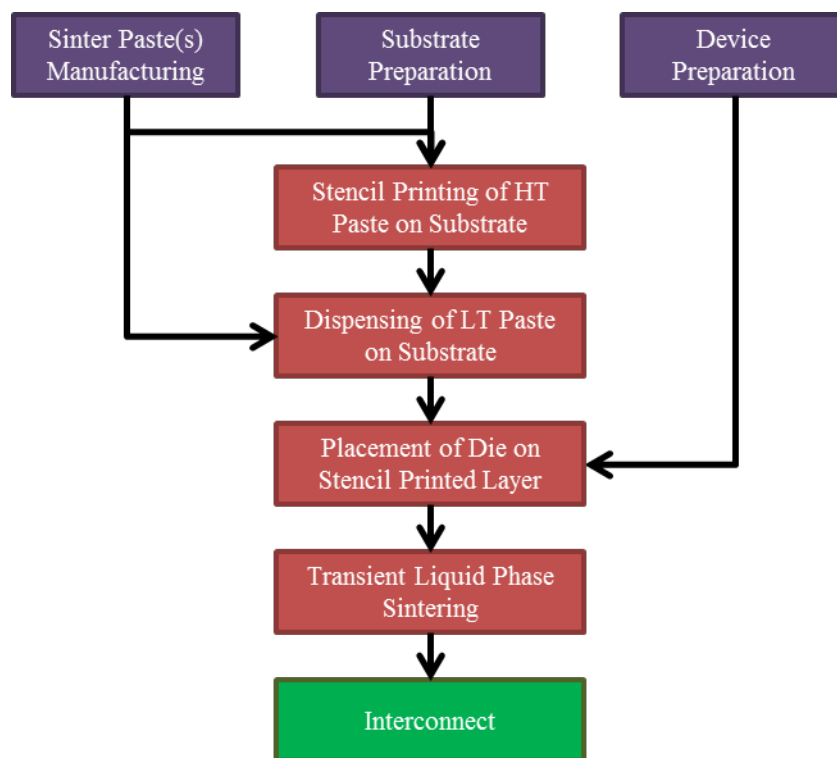 Sinter Paste(s)
Manufacturing
Substrate
Preparation
Device
Preparation
Stencil Printing of HT
Paste on Substrate
Dispensing of LT Paste
on Substrate
Placement of Die on
Stencil Printed Layer
Transient Liquid Phase
Sintering
Interconnect